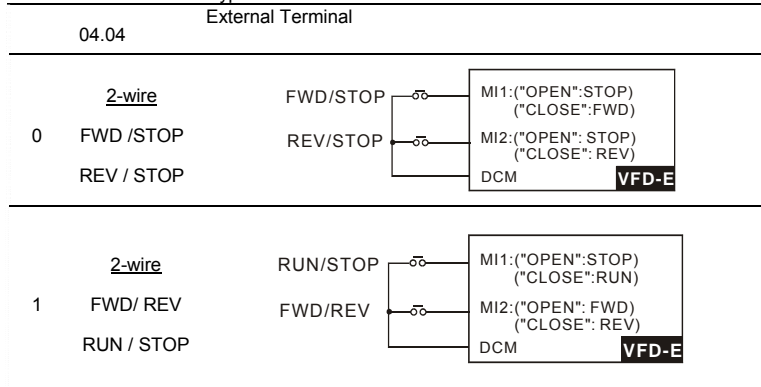 External Terminal
04.04
2-wire
0 FWD /STOP
REV / STOP
FWD/STOP
REV/STOP
MI1:("OPEN":STOP)
("CLOSE":FWD)
MI2:("OPEN": STOP)
("CLOSE": REV)
DCM
VFD-E
2-wire
1 FWD/ REV
RUN / STOP
RUN/STOP
FWD/REV
MI1:("OPEN":STOP)
("CLOSE":RUN)
MI2:("OPEN": FWD)
("CLOSE": REV)
DCM
VFD-E